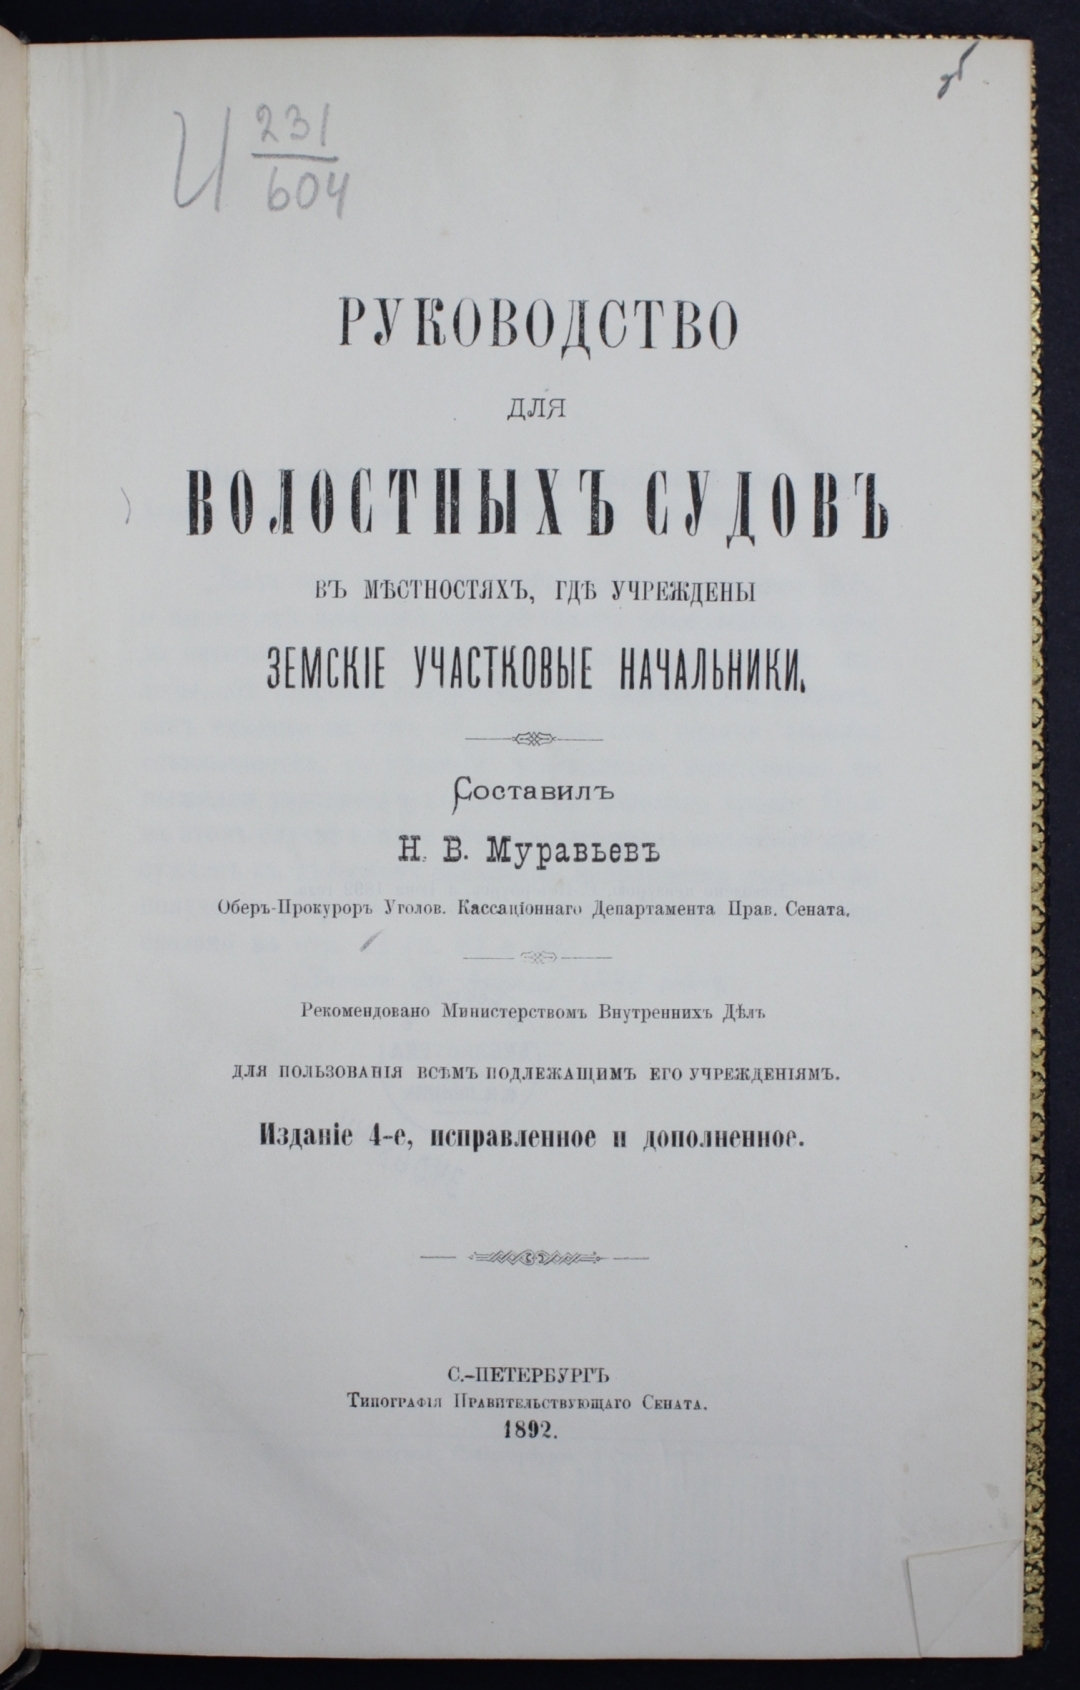 И 231
604
РУКОВОДСТВО
ДЛЯ
ВОЛОСТНЫХЪ СУДОВЪ
ВЪ МѢСТНОСТЯХЪ, ГДѢ УЧРЕЖДЕНЫ
ЗЕМСКІЕ УЧАСТКОВЫЕ НАЧАЛЬНИКИ.
Составилъ
Н. В. Муравьевъ
Оберъ-Прокуроръ Уголов. Кассаціоннаго Департамента Прав. Сената.
Рекомендовано Министерствомъ Внутреннихъ Дѣлъ
ДЛЯ ПОЛЬЗОВАНІЯ ВСѢМЪ ПОДЛЕЖАЩИМЪ ЕГО УЧРЕЖДЕНІЯМЪ.
Изданіе 4-е, исправленное и дополненное.
С.-ПЕТЕРБУРГЪ
Типографія Правительствующаго Сената.
1892.